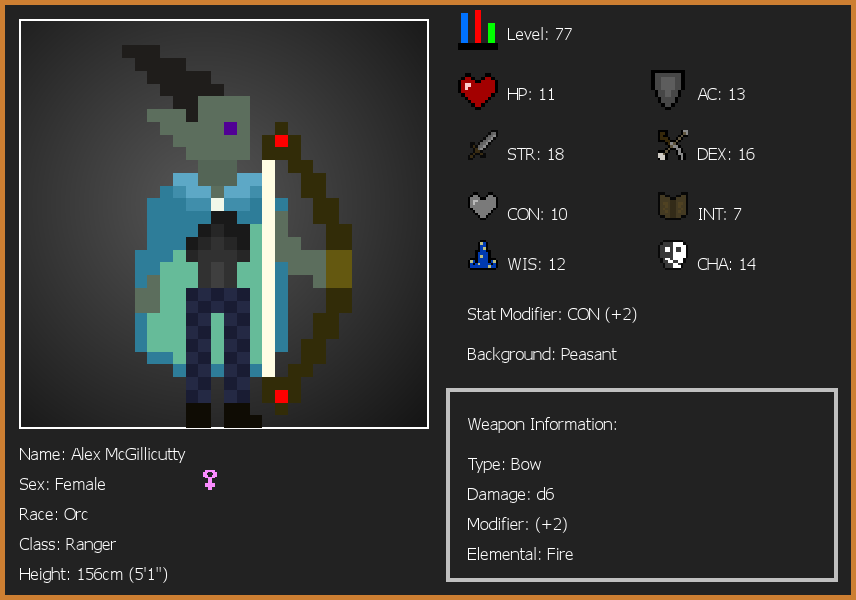 Level: 77
HP: 11
AC: 13
STR: 18
DEX: 16
CON: 10
INT: 7
WIS: 12
CHA: 14
Stat Modifier: CON (+2)
Background: Peasant
Weapon Information:
Type: Bow
Damage: d6
Modifier: (+2)
Elemental: Fire
Name: Alex McGillicutty
Sex: Female
Race: Orc
Class: Ranger
Height: 156cm (5'1")